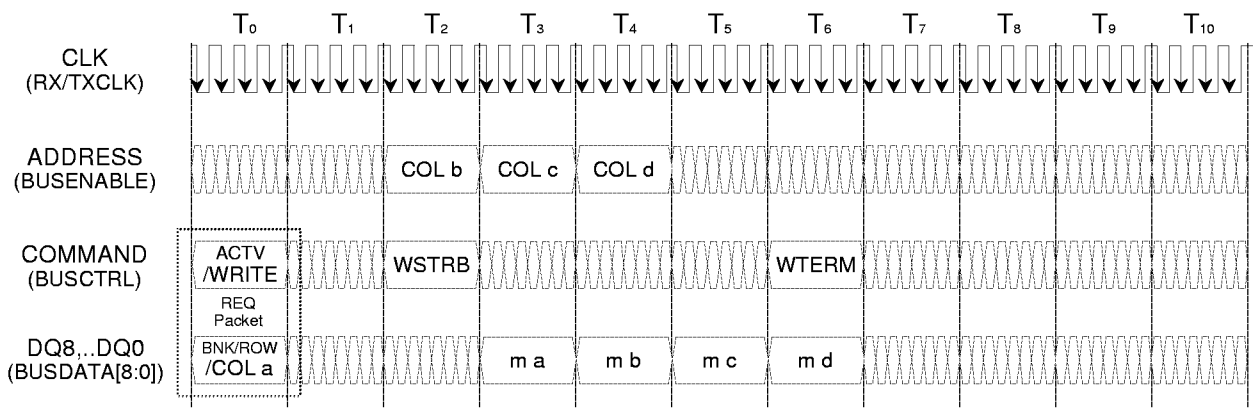 T0 T1 T2 T3 T4 T5 T6 T7 T8 T9 T10
CLK
(RX/TXCLK)
ADDRESS
(BUSENABLE)
COL b COL c COL d
COMMAND
(BUSCTRL)
ACTV
/WRITE
WSTRB WTERM
REQ
Packet
DQ8,..DQ0
(BUSDATA[8:0])
BNK/ROW
/COL a
m a m b m c m d